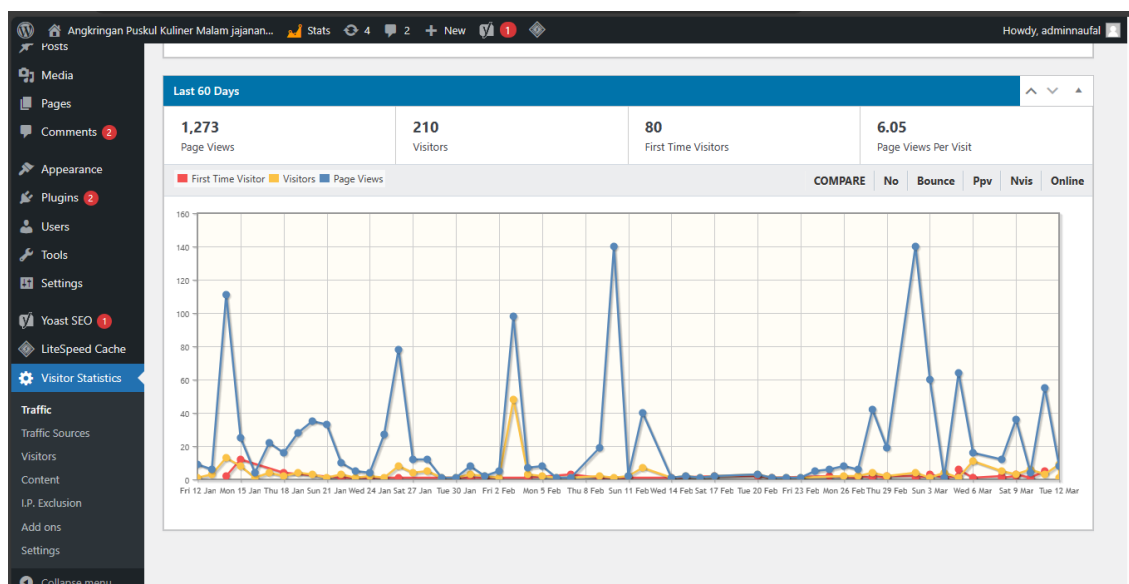 Angkringan Puskul Kuliner Malam jajanan... Stats 4 2 + New 1 Howdy, adminnaufal
Posts
Media
Pages
Comments 2
Appearance
Plugins 2
Users
Tools
Settings
Yoast SEO 1
LiteSpeed Cache
Visitor Statistics
Traffic
Traffic Sources
Visitors
Content
I.P. Exclusion
Add ons
Settings
Collapse menu
Last 60 Days
1,273 210 80 6.05
Page Views Visitors First Time Visitors Page Views Per Visit
First Time Visitor Visitors Page Views COMPARE No Bounce Ppv Nvis Online
160
140
120
100
80
60
40
20
0
Fri 12 Jan Mon 15 Jan Thu 18 Jan Sun 21 Jan Wed 24 Jan Sat 27 Jan Tue 30 Jan Fri 2 Feb Mon 5 Feb Thu 8 Feb Sun 11 Feb Wed 14 Feb Sat 17 Feb Tue 20 Feb Fri 23 Feb Mon 26 Feb Thu 29 Feb Sun 3 Mar Wed 6 Mar Sat 9 Mar Tue 12 Mar